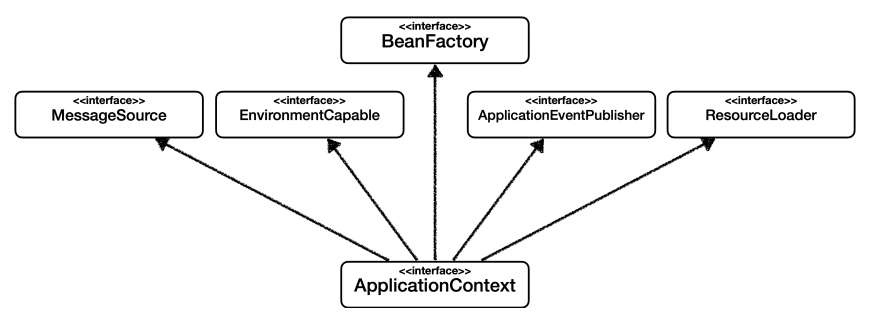 <<interface>>
BeanFactory
<<interface>>
MessageSource
<<interface>>
EnvironmentCapable
<<interface>>
ApplicationEventPublisher
<<interface>>
ResourceLoader
<<interface>>
ApplicationContext